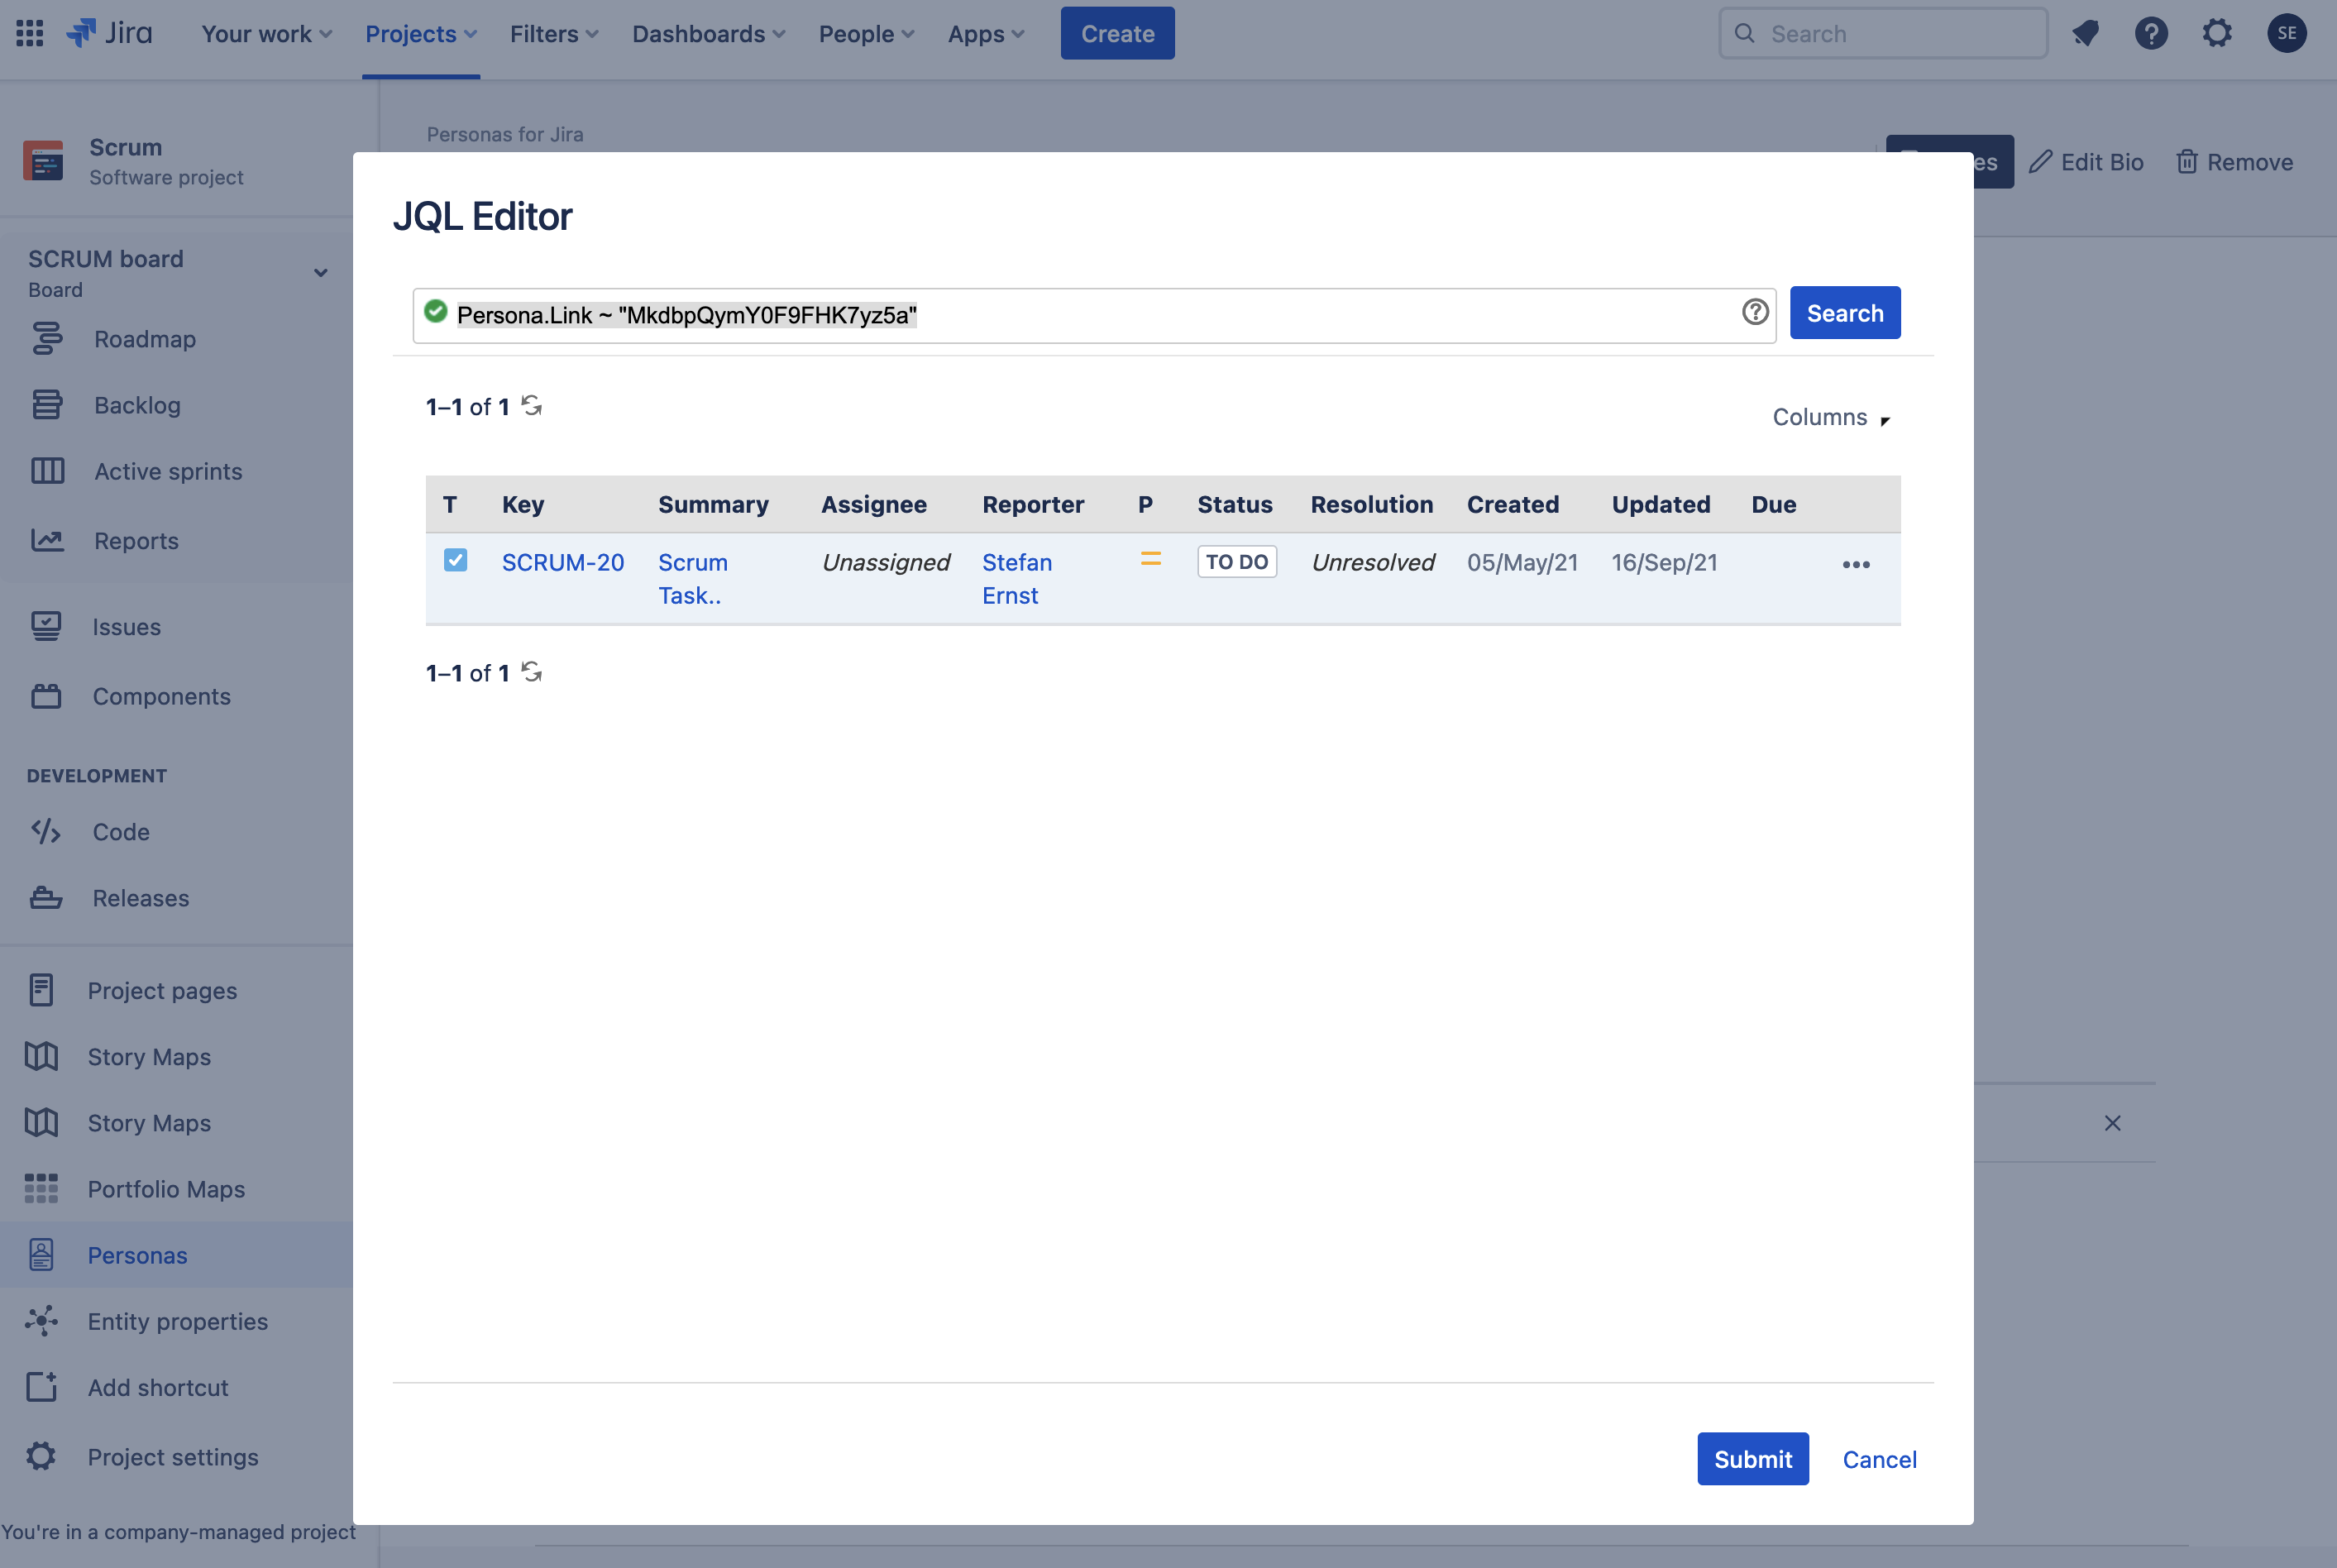 Jira
Your work
Projects
Filters
Dashboards
People
Apps
Create
Search
SE
Scrum
Software project
SCRUM board
Board
Roadmap
Backlog
Active sprints
Reports
Issues
Components
DEVELOPMENT
Code
Releases
Project pages
Story Maps
Story Maps
Portfolio Maps
Personas
Entity properties
Add shortcut
Project settings
You're in a company-managed project
Personas for Jira
es
Edit Bio
Remove
JQL Editor
Persona.Link ~ "MkdbpQymY0F9FHK7yz5a"
Search
1–1 of 1
Columns
T Key Summary Assignee Reporter P Status Resolution Created Updated Due
SCRUM-20 Scrum Task.. Unassigned Stefan Ernst TO DO Unresolved 05/May/21 16/Sep/21
1–1 of 1
Submit
Cancel